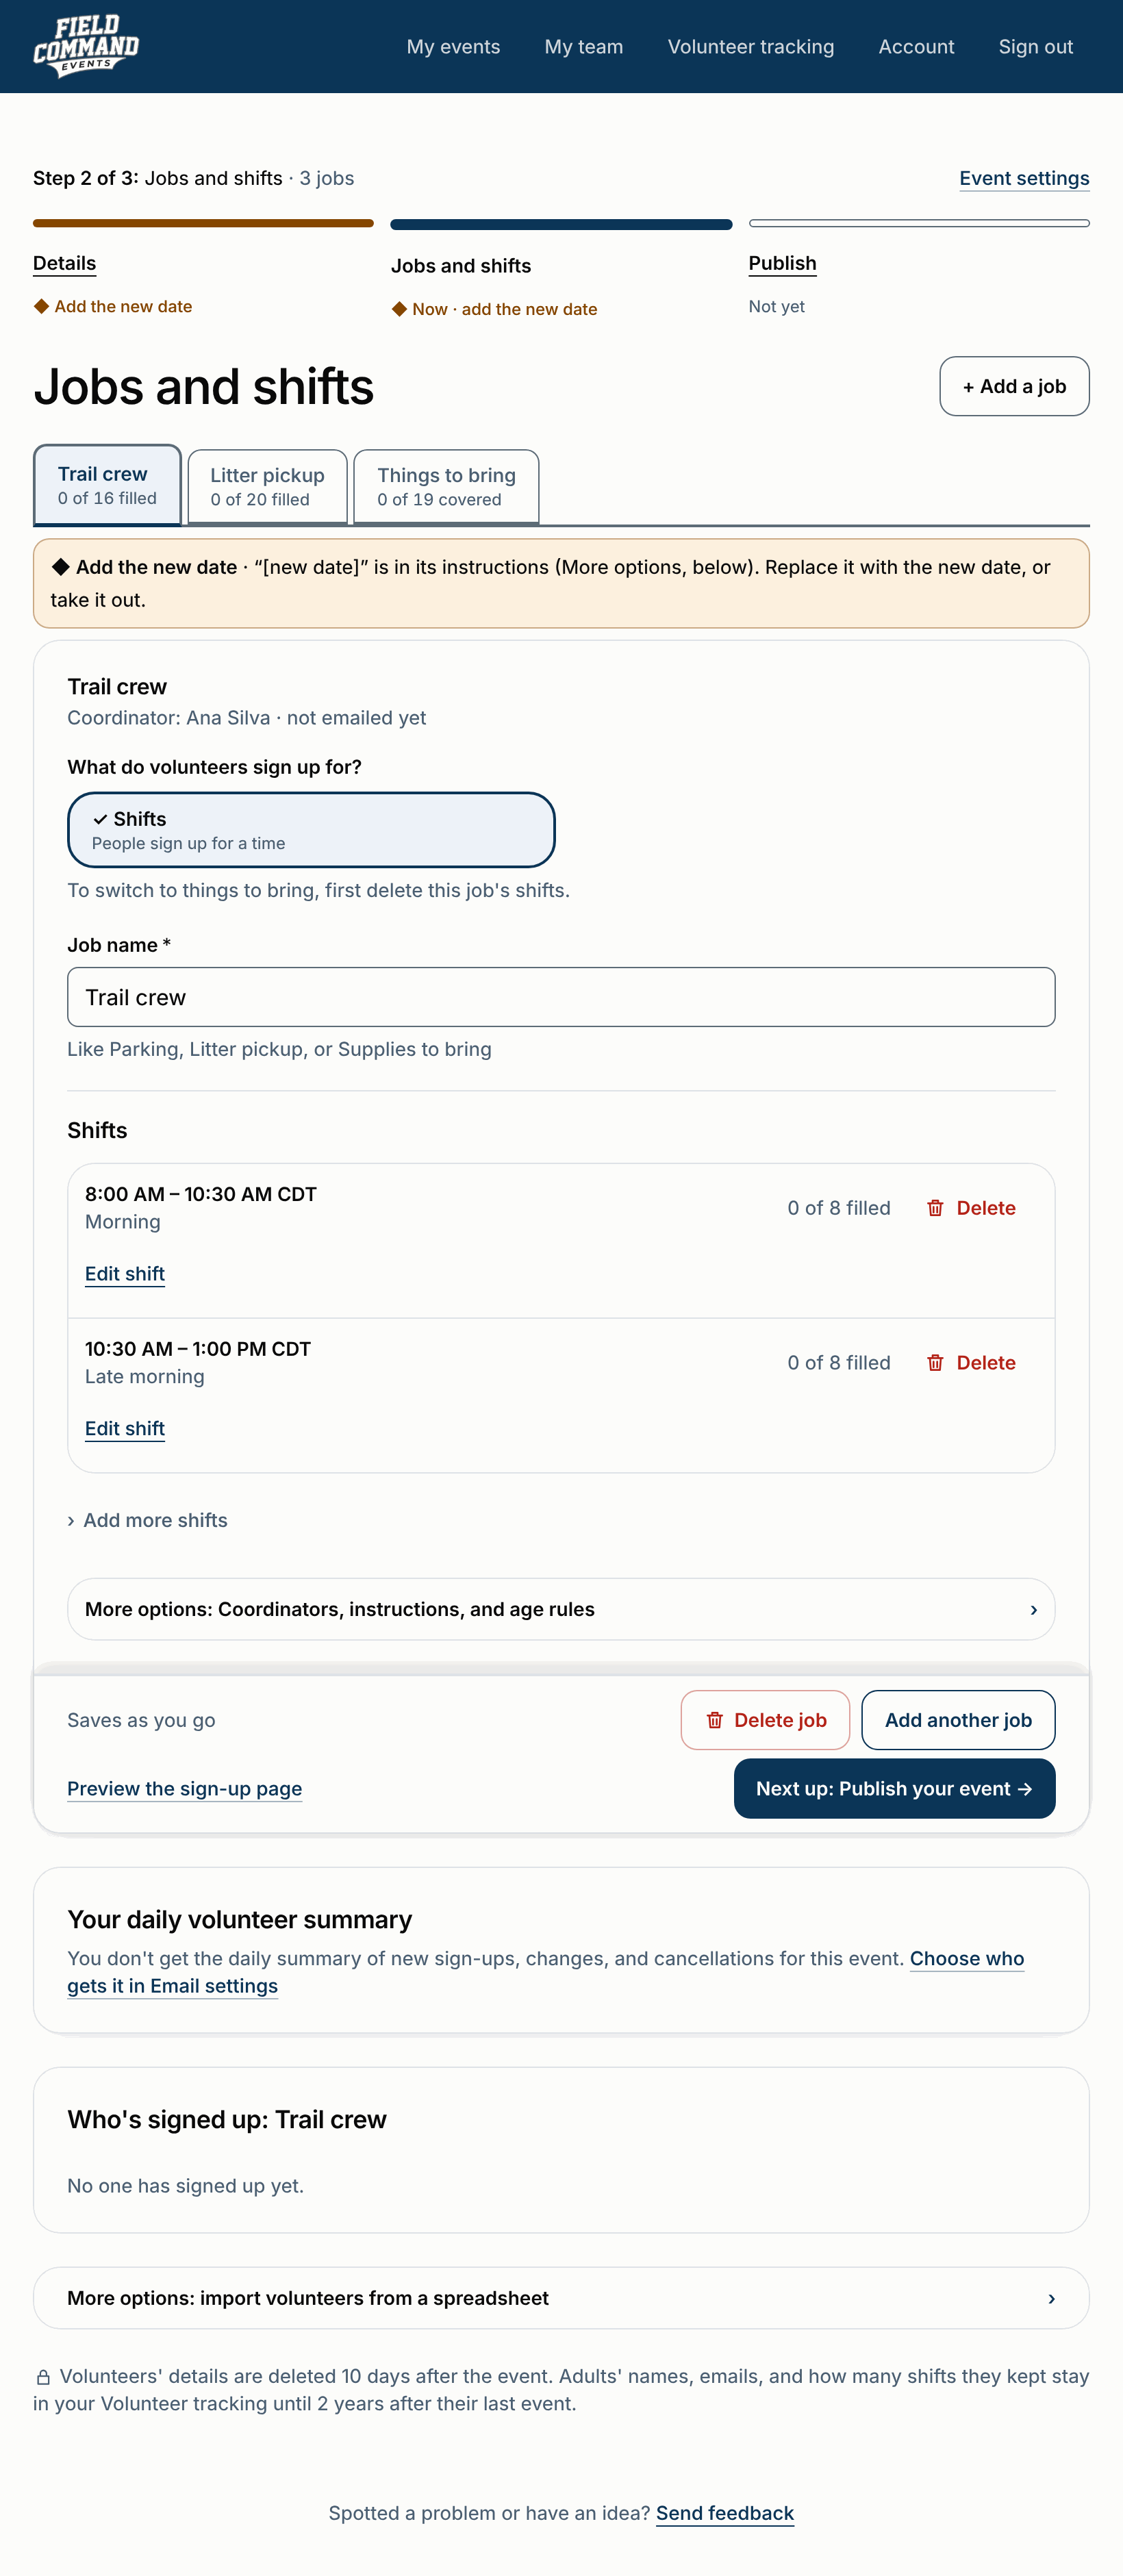 FIELD
COMMAND
EVENTS
My events My team Volunteer tracking Account Sign out
Step 2 of 3: Jobs and shifts · 3 jobs Event settings
Details Jobs and shifts Publish
◆ Add the new date ◆ Now · add the new date Not yet
Jobs and shifts + Add a job
Trail crew Litter pickup Things to bring
0 of 16 filled 0 of 20 filled 0 of 19 covered
◆ Add the new date · “[new date]” is in its instructions (More options, below). Replace it with the new date, or
take it out.
Trail crew
Coordinator: Ana Silva · not emailed yet
What do volunteers sign up for?
✓ Shifts
People sign up for a time
To switch to things to bring, first delete this job's shifts.
Job name *
Trail crew
Like Parking, Litter pickup, or Supplies to bring
Shifts
8:00 AM – 10:30 AM CDT
Morning
0 of 8 filled Delete
Edit shift
10:30 AM – 1:00 PM CDT
Late morning
0 of 8 filled Delete
Edit shift
› Add more shifts
More options: Coordinators, instructions, and age rules ›
Saves as you go Delete job Add another job
Preview the sign-up page Next up: Publish your event →
Your daily volunteer summary
You don't get the daily summary of new sign-ups, changes, and cancellations for this event. Choose who
gets it in Email settings
Who's signed up: Trail crew
No one has signed up yet.
More options: import volunteers from a spreadsheet ›
Volunteers' details are deleted 10 days after the event. Adults' names, emails, and how many shifts they kept stay
in your Volunteer tracking until 2 years after their last event.
Spotted a problem or have an idea? Send feedback